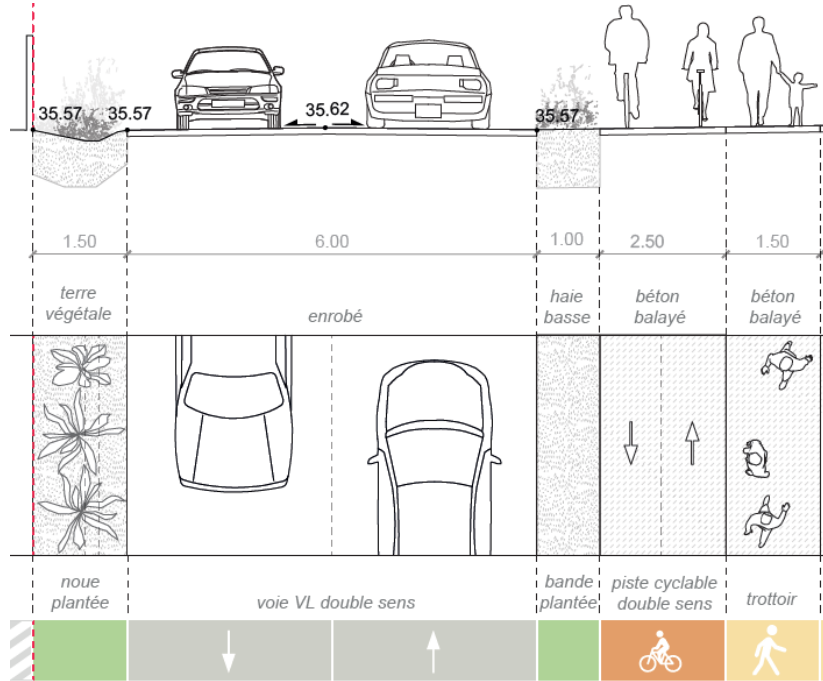 35.57
35.57
35.62
35.57
1.50
6.00
1.00
2.50
1.50
terre
végétale
enrobé
haie
basse
béton
balayé
béton
balayé
noue
plantée
voie VL double sens
bande
plantée
piste cyclable
double sens
trottoir